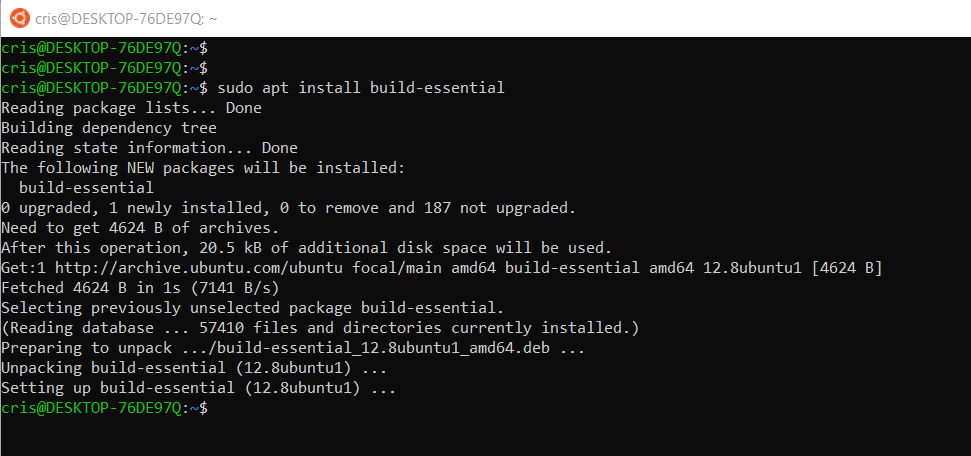 cris@DESKTOP-76DE97Q: ~
cris@DESKTOP-76DE97Q:~$
cris@DESKTOP-76DE97Q:~$
cris@DESKTOP-76DE97Q:~$ sudo apt install build-essential
Reading package lists... Done
Building dependency tree
Reading state information... Done
The following NEW packages will be installed:
  build-essential
0 upgraded, 1 newly installed, 0 to remove and 187 not upgraded.
Need to get 4624 B of archives.
After this operation, 20.5 kB of additional disk space will be used.
Get:1 http://archive.ubuntu.com/ubuntu focal/main amd64 build-essential amd64 12.8ubuntu1 [4624 B]
Fetched 4624 B in 1s (7141 B/s)
Selecting previously unselected package build-essential.
(Reading database ... 57410 files and directories currently installed.)
Preparing to unpack .../build-essential_12.8ubuntu1_amd64.deb ...
Unpacking build-essential (12.8ubuntu1) ...
Setting up build-essential (12.8ubuntu1) ...
cris@DESKTOP-76DE97Q:~$